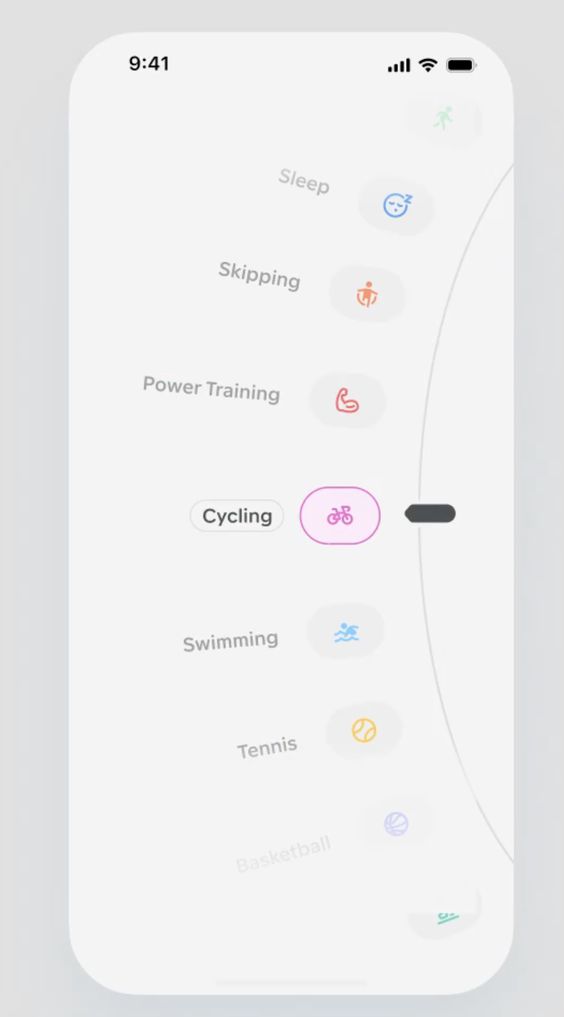 9:41
Sleep
Skipping
Power Training
Cycling
Swimming
Tennis
Basketball